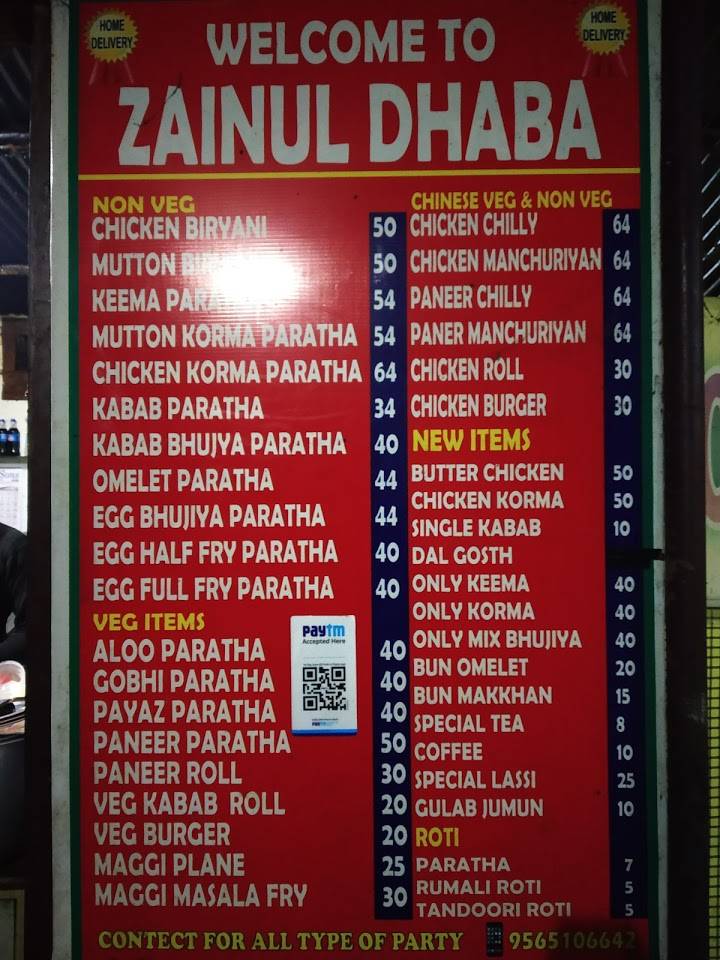 HOME
DELIVERY
HOME
DELIVERY
WELCOME TO
ZAINUL DHABA
NON VEG
CHICKEN BIRYANI 50
MUTTON 50
KEEMA 54
MUTTON KORMA PARATHA 54
CHICKEN KORMA PARATHA 64
KABAB PARATHA 34
KABAB BHUJYA PARATHA 40
OMELET PARATHA 44
EGG BHUJIYA PARATHA 44
EGG HALF FRY PARATHA 40
EGG FULL FRY PARATHA 40
VEG ITEMS
ALOO PARATHA 40
GOBHI PARATHA 40
PAYAZ PARATHA 40
PANEER PARATHA 50
PANEER ROLL 30
VEG KABAB ROLL 20
VEG BURGER 20
MAGGI PLANE 25
MAGGI MASALA FRY 30
paytm
Accepted Here
CHINESE VEG & NON VEG
CHICKEN CHILLY 64
CHICKEN MANCHURIYAN 64
PANEER CHILLY 64
PANER MANCHURIYAN 64
CHICKEN ROLL 30
CHICKEN BURGER 30
NEW ITEMS
BUTTER CHICKEN 50
CHICKEN KORMA 50
SINGLE KABAB 10
DAL GOSTH
ONLY KEEMA 40
ONLY KORMA 40
ONLY MIX BHUJIYA 40
BUN OMELET 20
BUN MAKKHAN 15
SPECIAL TEA 8
COFFEE 10
SPECIAL LASSI 25
GULAB JUMUN 10
ROTI
PARATHA 7
RUMALI ROTI 5
TANDOORI ROTI 5
CONTECT FOR ALL TYPE OF PARTY 9565106642